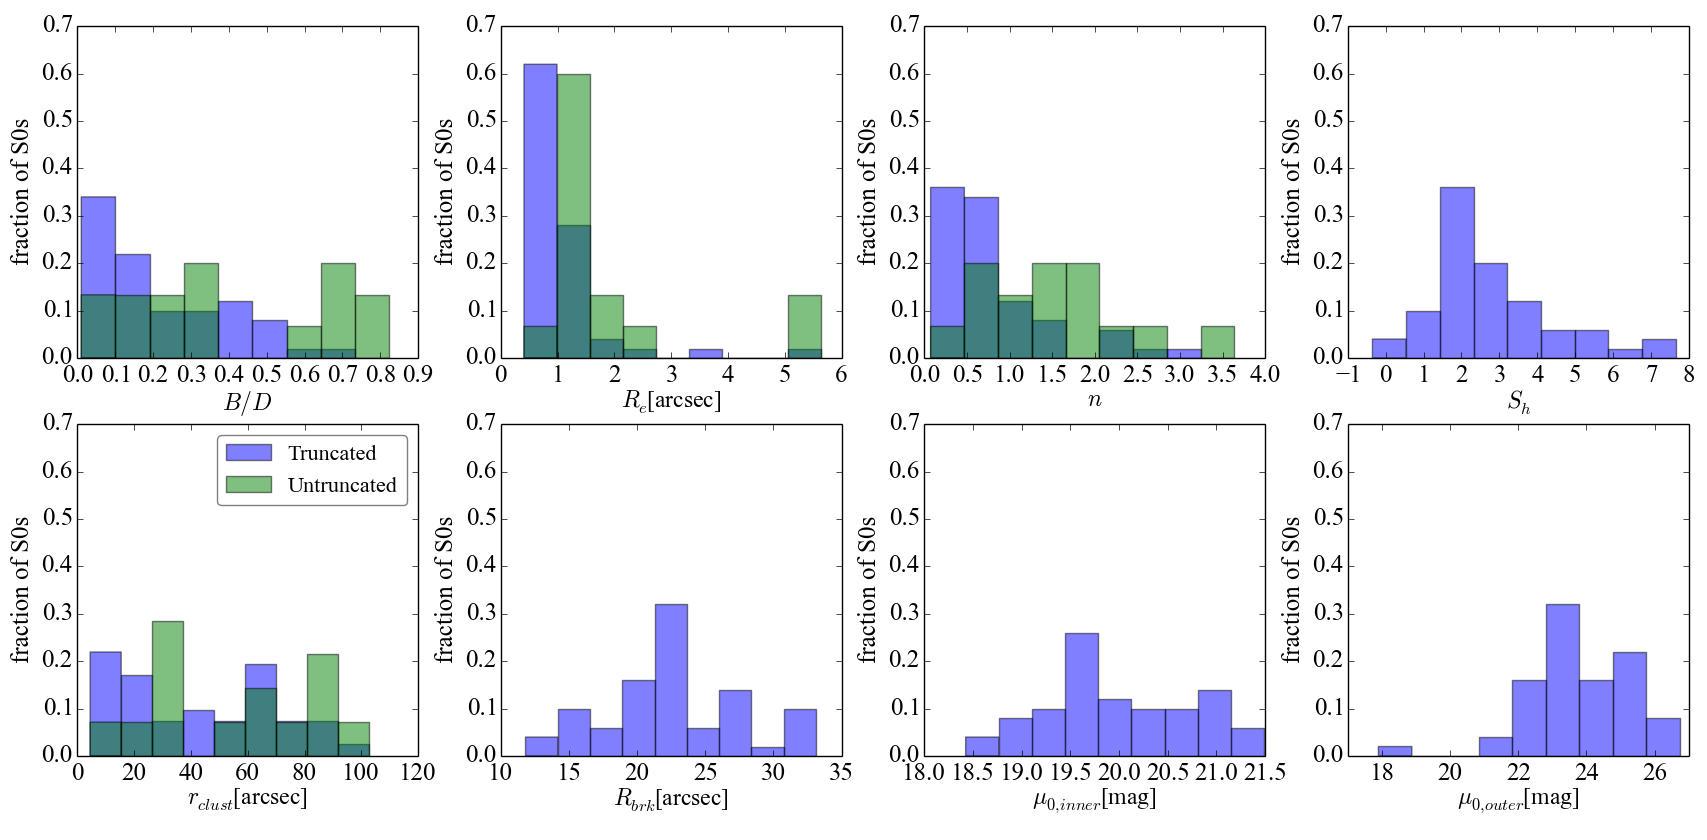 0.7 0.6 0.5 0.4 0.3 0.2 0.1 0.0
fraction of S0s
0.0 0.1 0.2 0.3 0.4 0.5 0.6 0.7 0.8 0.9
B/D
0.7 0.6 0.5 0.4 0.3 0.2 0.1 0.0
fraction of S0s
0 1 2 3 4 5 6
R_e[arcsec]
0.7 0.6 0.5 0.4 0.3 0.2 0.1 0.0
fraction of S0s
0.0 0.5 1.0 1.5 2.0 2.5 3.0 3.5 4.0
n
0.7 0.6 0.5 0.4 0.3 0.2 0.1 0.0
fraction of S0s
−1 0 1 2 3 4 5 6 7 8
S_h
0.7 0.6 0.5 0.4 0.3 0.2 0.1 0.0
fraction of S0s
Truncated
Untruncated
0 20 40 60 80 100 120
r_clust[arcsec]
0.7 0.6 0.5 0.4 0.3 0.2 0.1 0.0
fraction of S0s
10 15 20 25 30 35
R_brk[arcsec]
0.7 0.6 0.5 0.4 0.3 0.2 0.1 0.0
fraction of S0s
18.0 18.5 19.0 19.5 20.0 20.5 21.0 21.5
μ_0,inner[mag]
0.7 0.6 0.5 0.4 0.3 0.2 0.1 0.0
fraction of S0s
18 20 22 24 26
μ_0,outer[mag]